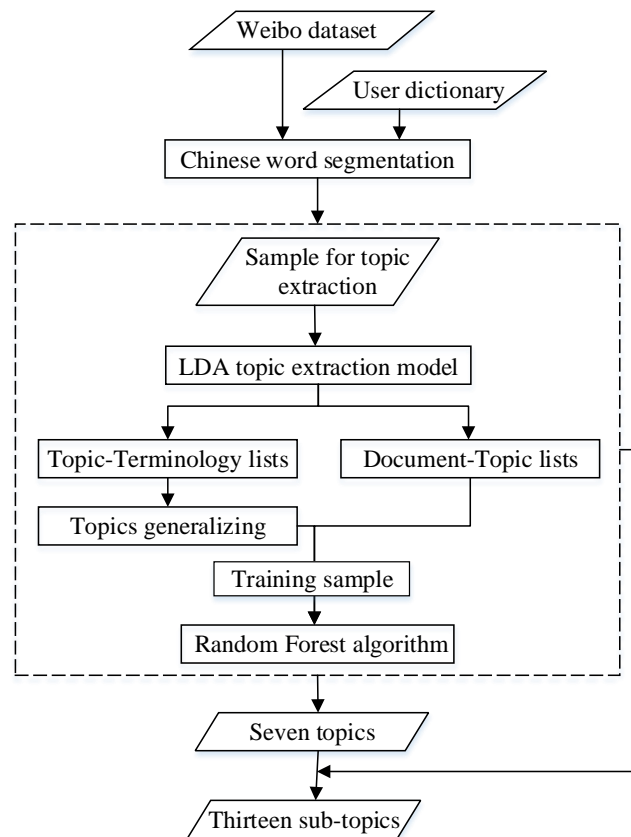 Weibo dataset
User dictionary
Chinese word segmentation
Sample for topic
extraction
LDA topic extraction model
Topic-Terminology lists
Document-Topic lists
Topics generalizing
Training sample
Random Forest algorithm
Seven topics
Thirteen sub-topics